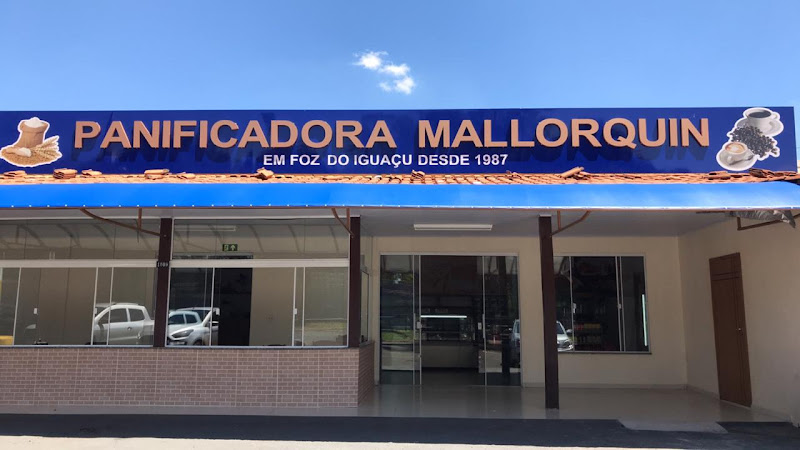 PANIFICADORA MALLORQUIN
EM FOZ DO IGUAÇU DESDE 1987